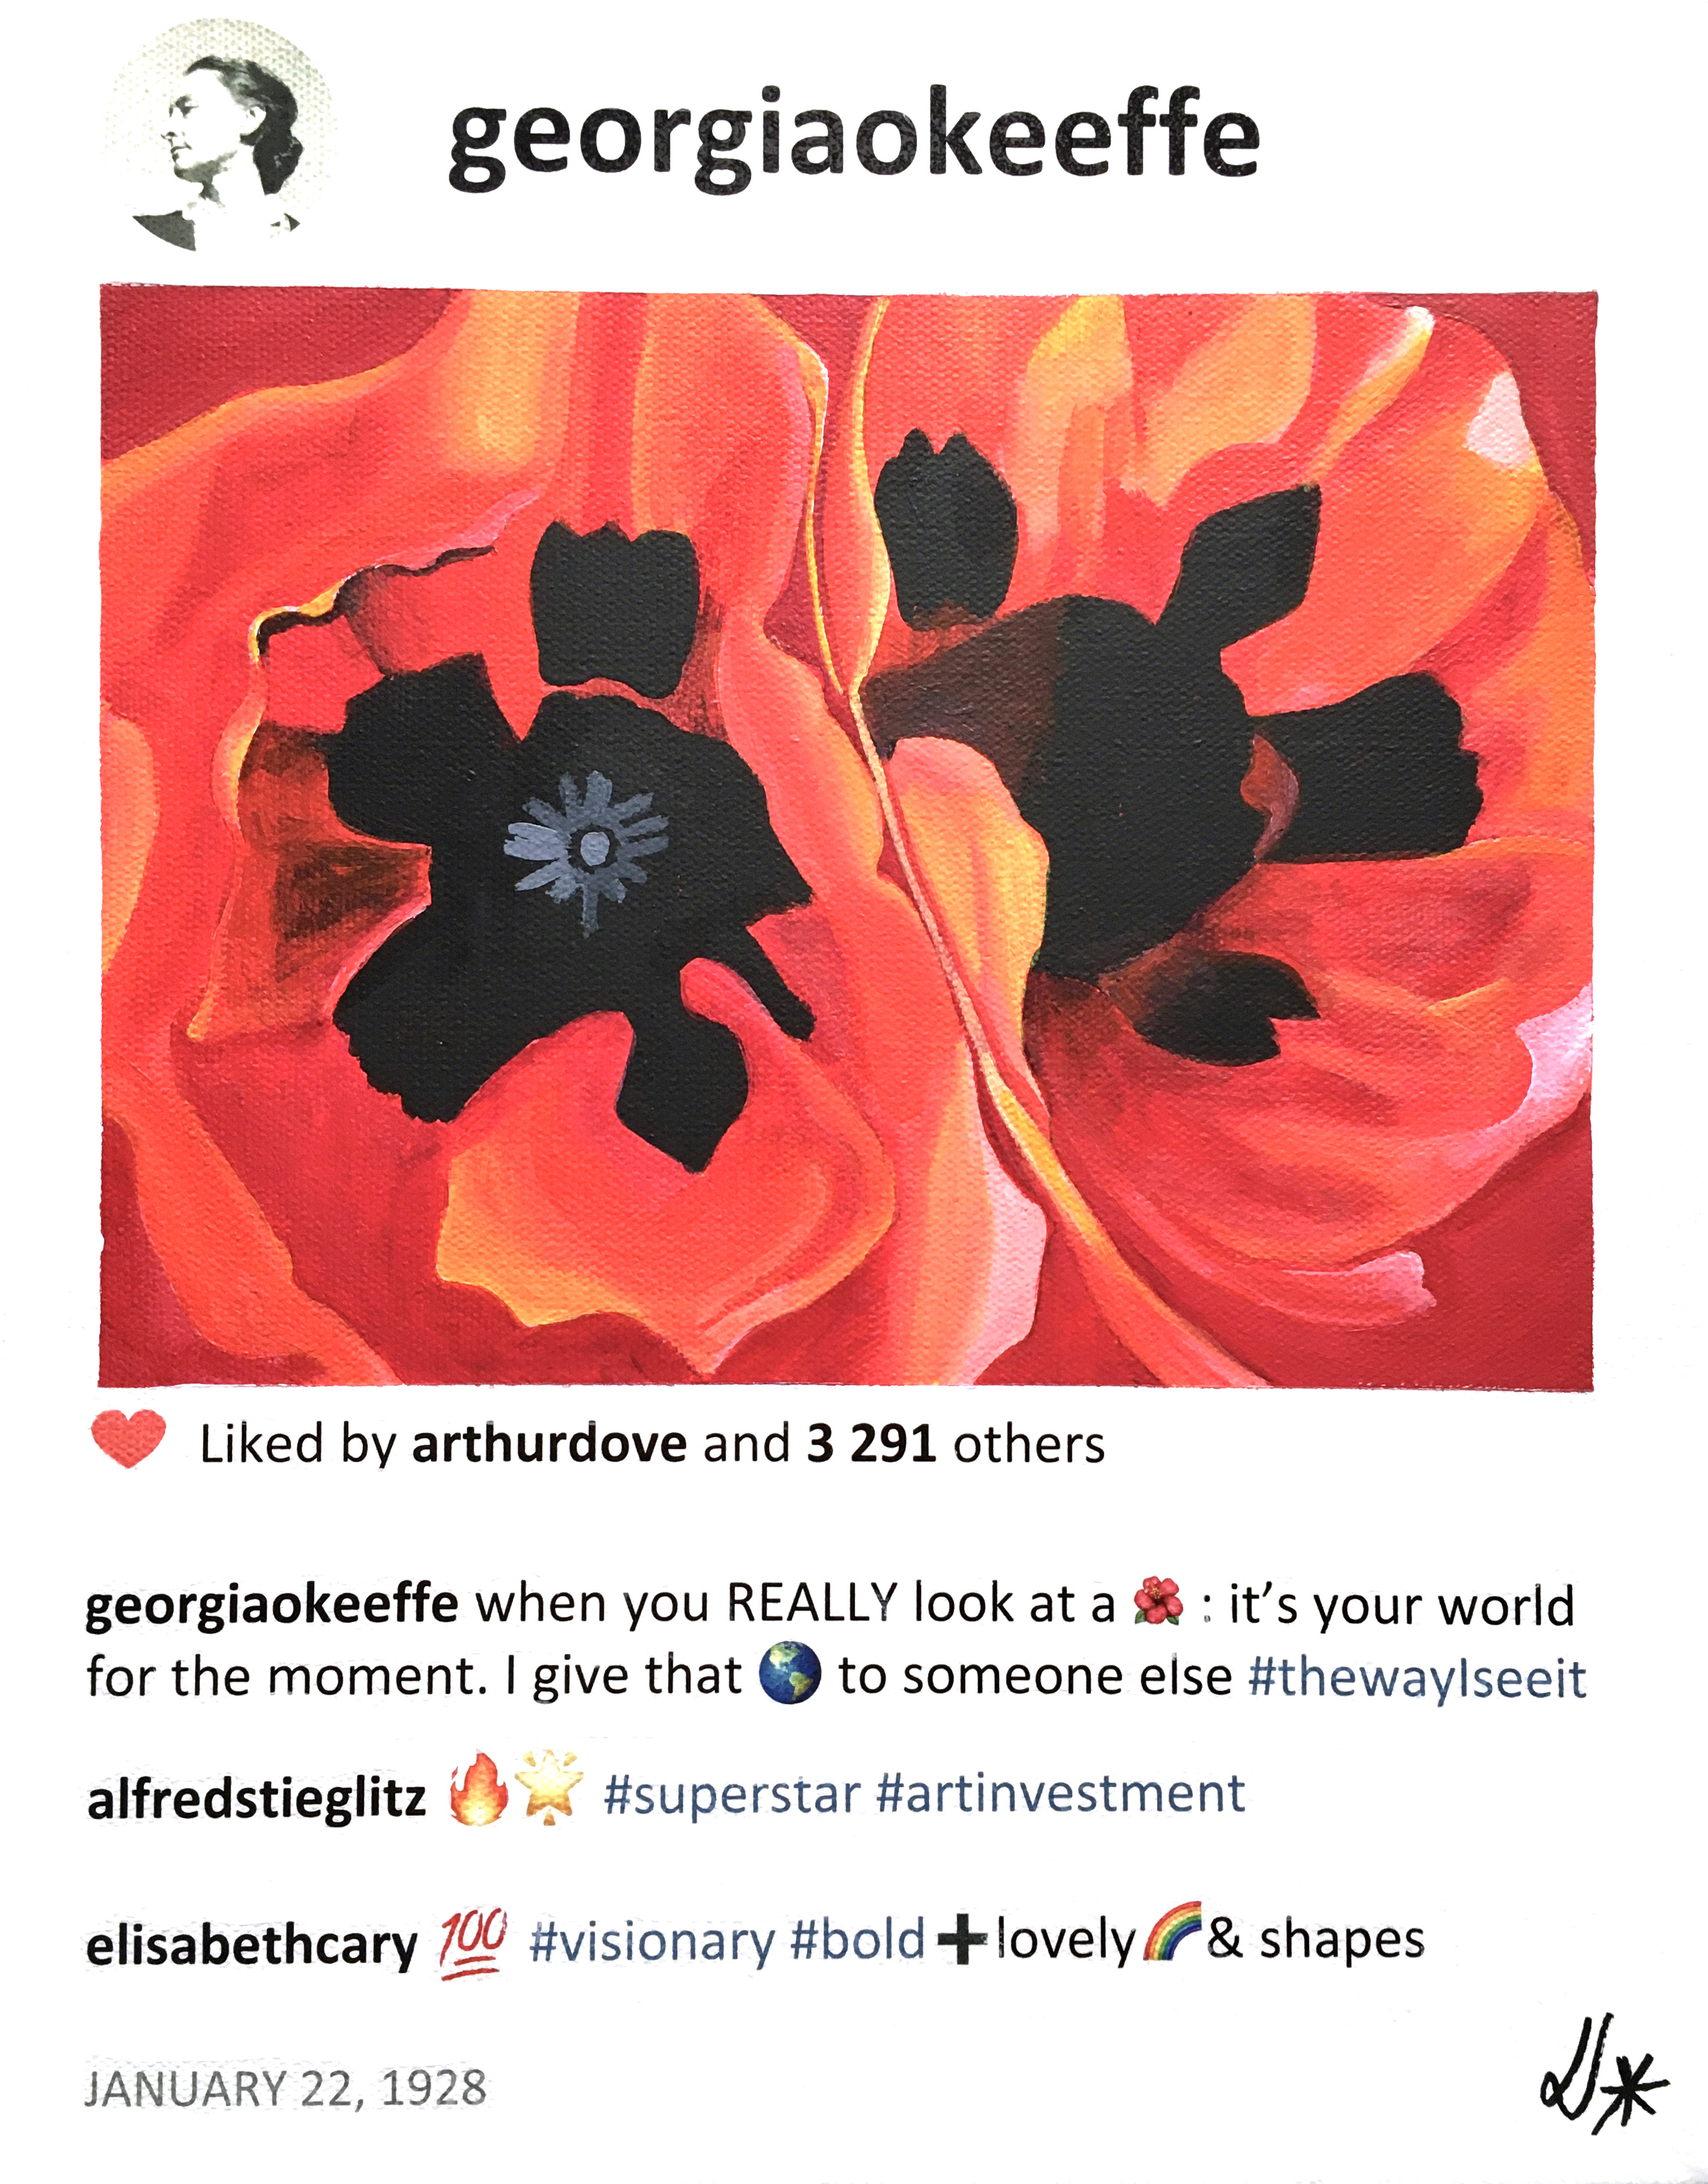 georgiaokeeffe
Liked by arthurdove and 3 291 others
georgiaokeeffe when you REALLY look at a 🌺 : it's your world
for the moment. I give that 🌎 to someone else #thewayIseeit
alfredstieglitz 🔥🌟 #superstar #artinvestment
elisabethcary 💯 #visionary #bold➕lovely🌈& shapes
JANUARY 22, 1928